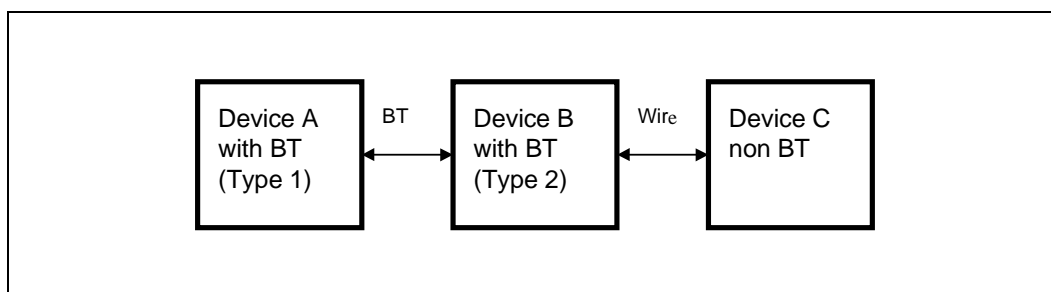 Device A
with BT
(Type 1)
BT
Device B
with BT
(Type 2)
Wire
Device C
non BT